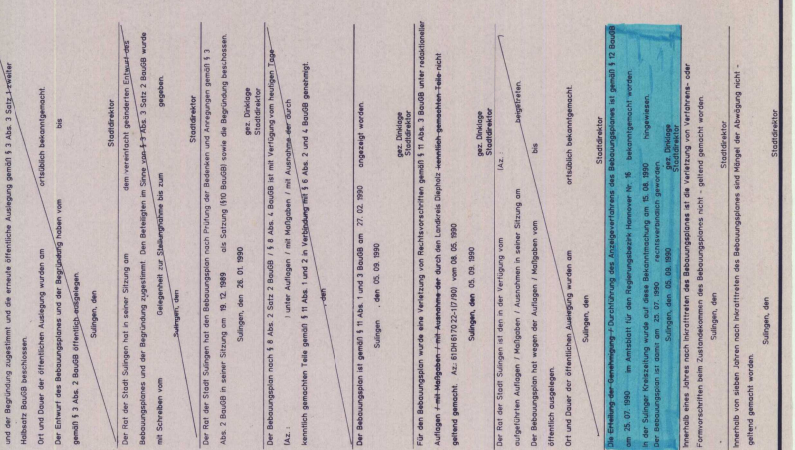 und der Begründung zugestimmt und die erneute öffentliche Auslegung gemäß § 3 Abs. 3 Satz 1 zweiter
Halbsatz BauGB beschlossen.
Ort und Dauer der öffentlichen Auslegung wurden am ortsüblich bekanntgemacht.
Der Entwurf des Bebauungsplanes und der Begründung haben vom bis
gemäß § 3 Abs. 2 BauGB öffentlich ausgelegen.
Sulingen, den
Stadtdirektor
Der Rat der Stadt Sulingen hat in seiner Sitzung am dem vereinfacht geänderten Entwurf des
Bebauungsplanes und der Begründung zugestimmt. Den Beteiligten im Sinne von § 3 Abs. 3 Satz 2 BauGB wurde
mit Schreiben vom Gelegenheit zur Stellungnahme bis zum gegeben.
Sulingen, den
Stadtdirektor
Der Rat der Stadt Sulingen hat den Bebauungsplan nach Prüfung der Bedenken und Anregungen gemäß § 3
Abs. 2 BauGB in seiner Sitzung am 19. 12. 1989 als Satzung (§10 BauGB) sowie die Begründung beschlossen.
Sulingen, den 26. 01. 1990
gez. Dinklage
Stadtdirektor
Der Bebauungsplan nach § 8 Abs. 2 Satz 2 BauGB / § 8 Abs. 4 BauGB ist mit Verfügung vom heutigen Tage
(Az.: ) unter Auflagen / mit Maßgaben / mit Ausnahme der durch
kenntlich gemachten Teile gemäß § 11 Abs. 1 und 2 in Verbindung mit § 6 Abs. 2 und 4 BauGB genehmigt.
, den
Der Bebauungsplan ist gemäß § 11 Abs. 1 und 3 BauGB am 27. 02. 1990 angezeigt worden.
Sulingen , den 05. 09. 1990
gez. Dinklage
Stadtdirektor
Für den Bebauungsplan wurde eine Verletzung von Rechtsvorschriften gemäß § 11 Abs. 3 BauGB unter redaktioneller
Auflagen / mit Maßgaben / mit Ausnahme der durch den Landkreis Diepholz kenntlich gemachten Teile nicht
geltend gemacht. Az.: 61DH6170 22-1(7/90) vom 08. 05. 1990
Sulingen, den 05. 09. 1990
gez. Dinklage
Stadtdirektor
Der Rat der Stadt Sulingen ist den in der Verfügung vom (Az.
aufgeführten Auflagen / Maßgaben / Ausnahmen in seiner Sitzung am beigetreten.
Der Bebauungsplan hat wegen der Auflagen / Maßgaben vom bis
öffentlich ausgelegen.
Ort und Dauer der öffentlichen Auslegung wurden am ortsüblich bekanntgemacht.
Sulingen, den
Stadtdirektor
Die Erteilung der Genehmigung / Durchführung des Anzeigeverfahrens des Bebauungsplanes ist gemäß § 12 BauGB
am 25. 07. 1990 im Amtsblatt für den Regierungsbezirk Hannover Nr. 16 bekanntgemacht worden.
In der Sulinger Kreiszeitung wurde auf diese Bekanntmachung am 15. 08. 1990 hingewiesen.
Der Bebauungsplan ist damit am 25. 07. 1990 rechtsverbindlich geworden.
Sulingen, den 05. 09. 1990
gez. Dinklage
Stadtdirektor
Innerhalb eines Jahres nach Inkrafttreten des Bebauungsplanes ist die Verletzung von Verfahrens- oder
Formvorschriften beim Zustandekommen des Bebauungsplanes nicht - geltend gemacht worden.
Sulingen, den
Stadtdirektor
Innerhalb von sieben Jahren nach Inkrafttreten des Bebauungsplanes sind Mängel der Abwägung nicht -
geltend gemacht worden.
Sulingen, den
Stadtdirektor